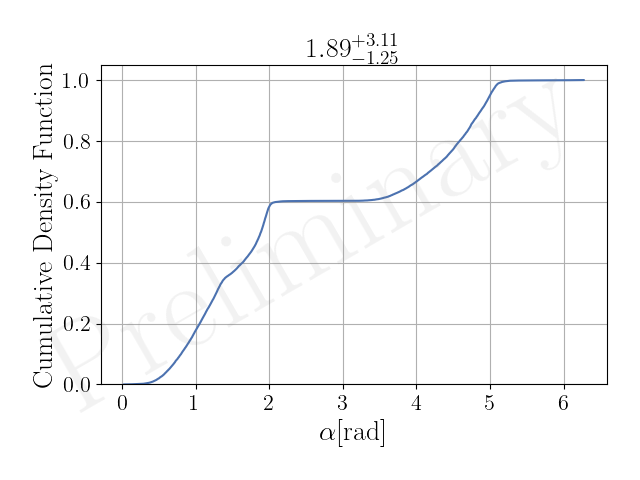 1.89^{+3.11}_{-1.25}
Cumulative Density Function
1.0
0.8
0.6
0.4
0.2
0.0
0 1 2 3 4 5 6
α[rad]
Preliminary